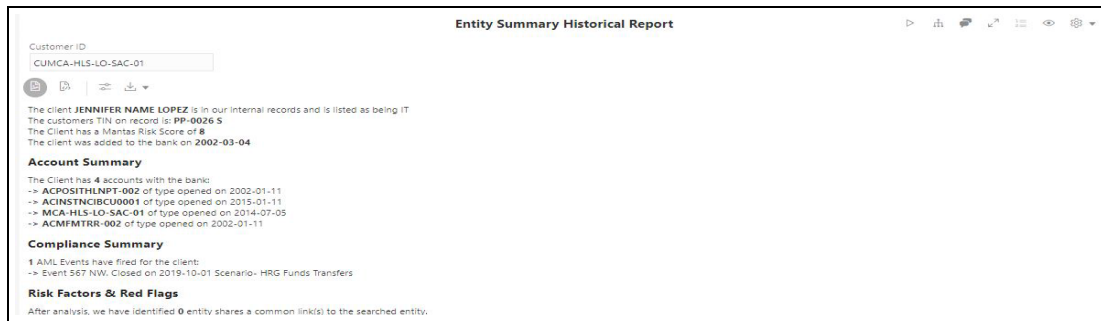 Entity Summary Historical Report
Customer ID
CUMCA-HLS-LO-SAC-01
The client JENNIFER NAME LOPEZ is in our internal records and is listed as being IT
The customers TIN on record is: PP-0026 S
The Client has a Mantas Risk Score of 8
The client was added to the bank on 2002-03-04
Account Summary
The Client has 4 accounts with the bank:
-> ACPOSITHLNPT-002 of type opened on 2002-01-11
-> ACINSTNCIBCU0001 of type opened on 2015-01-11
-> MCA-HLS-LO-SAC-01 of type opened on 2014-07-05
-> ACMFMTRR-002 of type opened on 2002-01-11
Compliance Summary
1 AML Events have fired for the client:
-> Event 567 NW. Closed on 2019-10-01 Scenario- HRG Funds Transfers
Risk Factors & Red Flags
After analysis, we have identified 0 entity shares a common link(s) to the searched entity.